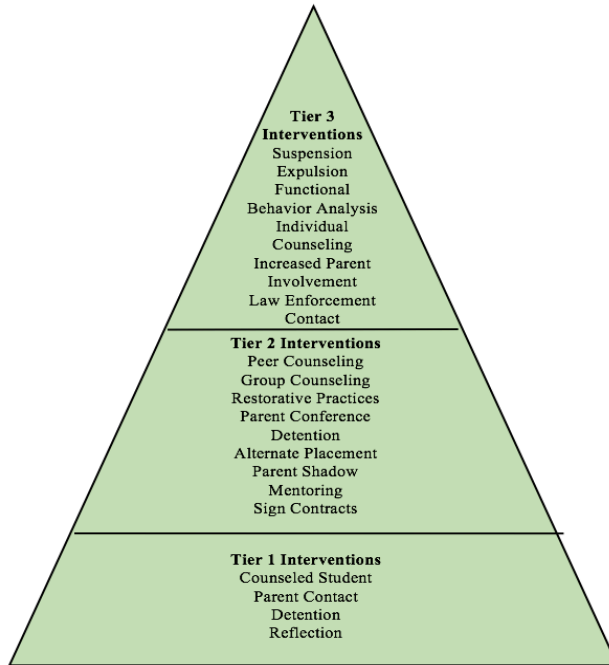 Tier 3
Interventions
Suspension
Expulsion
Functional
Behavior Analysis
Individual
Counseling
Increased Parent
Involvement
Law Enforcement
Contact
Tier 2 Interventions
Peer Counseling
Group Counseling
Restorative Practices
Parent Conference
Detention
Alternate Placement
Parent Shadow
Mentoring
Sign Contracts
Tier 1 Interventions
Counseled Student
Parent Contact
Detention
Reflection